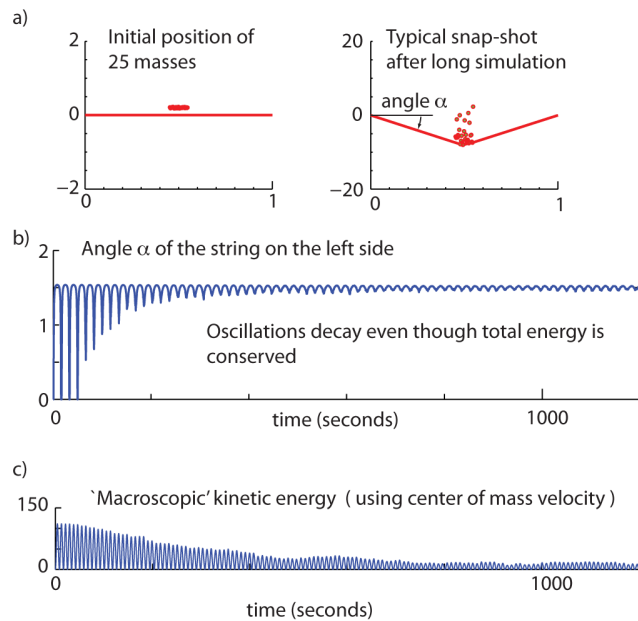 a)
2
Initial position of
25 masses
0
−2
0
1
20
Typical snap-shot
after long simulation
angle α
0
−20
0
1
b)
2
Angle α of the string on the left side
1
Oscillations decay even though total energy is
conserved
0
0
time (seconds)
1000
c)
`Macroscopic’ kinetic energy ( using center of mass velocity )
150
0
0
1000
time (seconds)